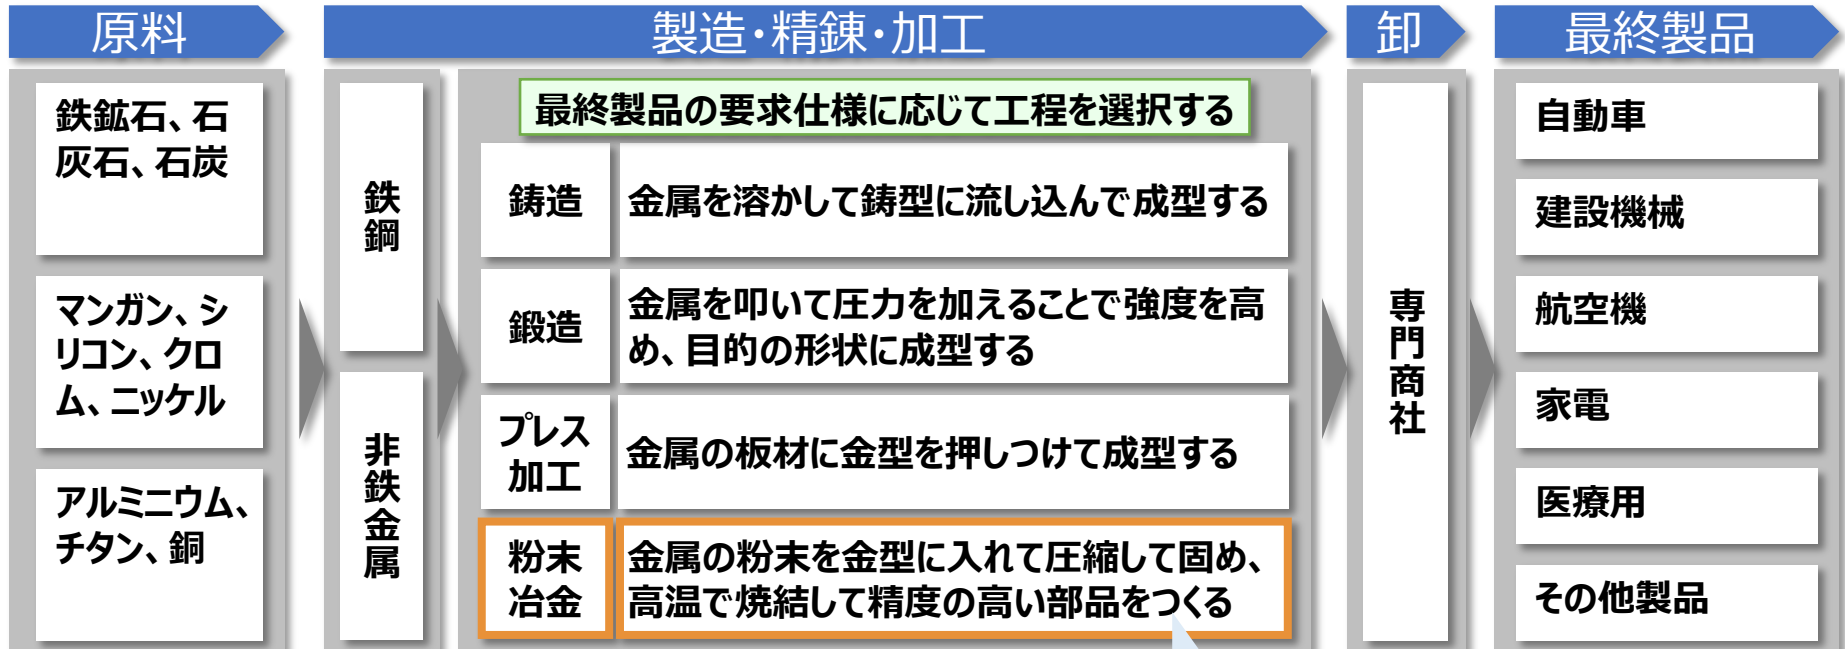 原料
製造・精錬・加工
卸
最終製品
鉄鉱石、石
灰石、石炭
マンガン、シ
リコン、クロ
ム、ニッケル
アルミニウム、
チタン、銅
鉄鋼
非鉄金属
最終製品の要求仕様に応じて工程を選択する
鋳造
金属を溶かして鋳型に流し込んで成型する
鍛造
金属を叩いて圧力を加えることで強度を高
め、目的の形状に成型する
プレス
加工
金属の板材に金型を押しつけて成型する
粉末
冶金
金属の粉末を金型に入れて圧縮して固め、
高温で焼結して精度の高い部品をつくる
専門商社
自動車
建設機械
航空機
家電
医療用
その他製品